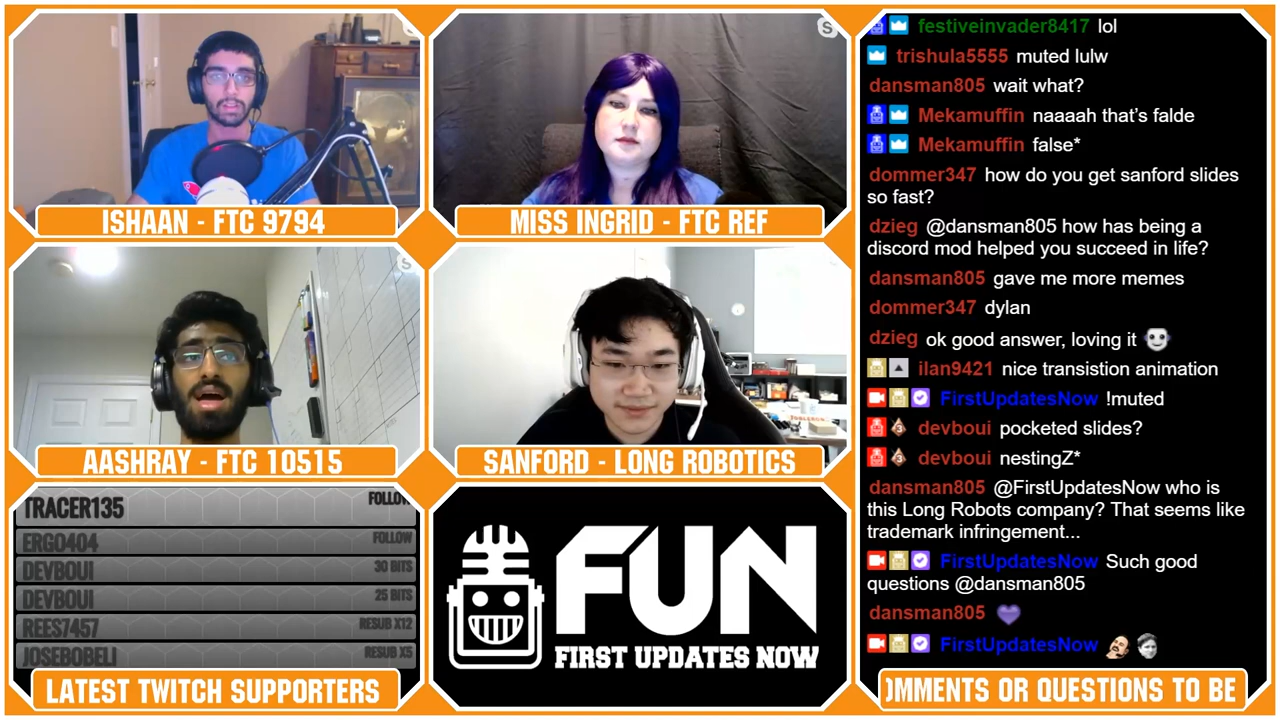 ISHAAN - FTC 9794
MISS INGRID - FTC REF
AASHRAY - FTC 10515
SANFORD - LONG ROBOTICS
TRACER135 FOLLOW
ERGO404 FOLLOW
DEVBOUI 30 BITS
DEVBOUI 25 BITS
REES7457 RESUB X12
JOSEBOBELI RESUB X5
LATEST TWITCH SUPPORTERS
FUN
FIRST UPDATES NOW
festiveinvader8417 lol
trishula5555 muted lulw
dansman805 wait what?
Mekamuffin naaaah that's falde
Mekamuffin false*
dommer347 how do you get sanford slides
so fast?
dzieg @dansman805 how has being a
discord mod helped you succeed in life?
dansman805 gave me more memes
dommer347 dylan
dzieg ok good answer, loving it
ilan9421 nice transistion animation
FirstUpdatesNow !muted
devboui pocketed slides?
devboui nestingZ*
dansman805 @FirstUpdatesNow who is
this Long Robots company? That seems like
trademark infringement...
FirstUpdatesNow Such good
questions @dansman805
dansman805
FirstUpdatesNow
OMMENTS OR QUESTIONS TO BE